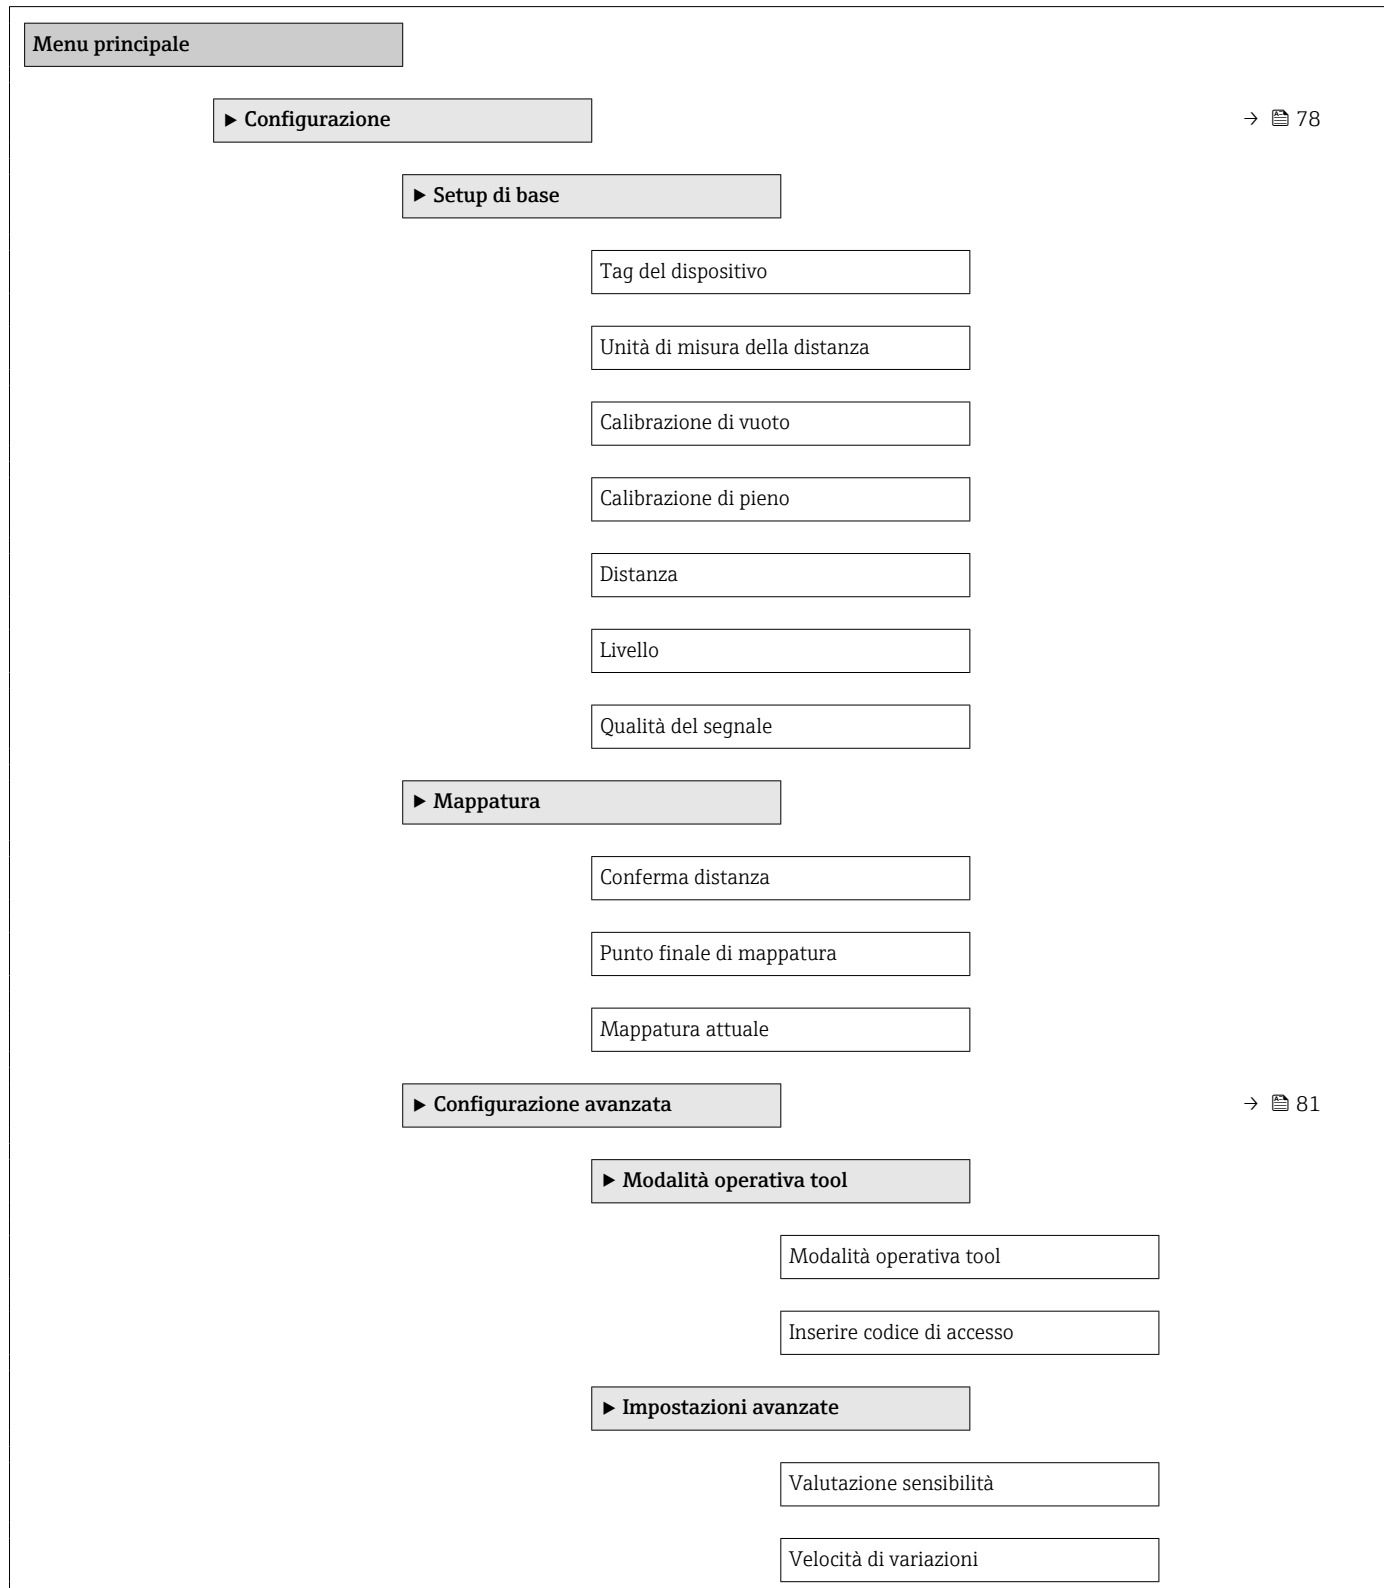 Menu principale
▶ Configurazione → 78
▶ Setup di base
Tag del dispositivo
Unità di misura della distanza
Calibrazione di vuoto
Calibrazione di pieno
Distanza
Livello
Qualità del segnale
▶ Mappatura
Conferma distanza
Punto finale di mappatura
Mappatura attuale
▶ Configurazione avanzata → 81
▶ Modalità operativa tool
Modalità operativa tool
Inserire codice di accesso
▶ Impostazioni avanzate
Valutazione sensibilità
Velocità di variazioni